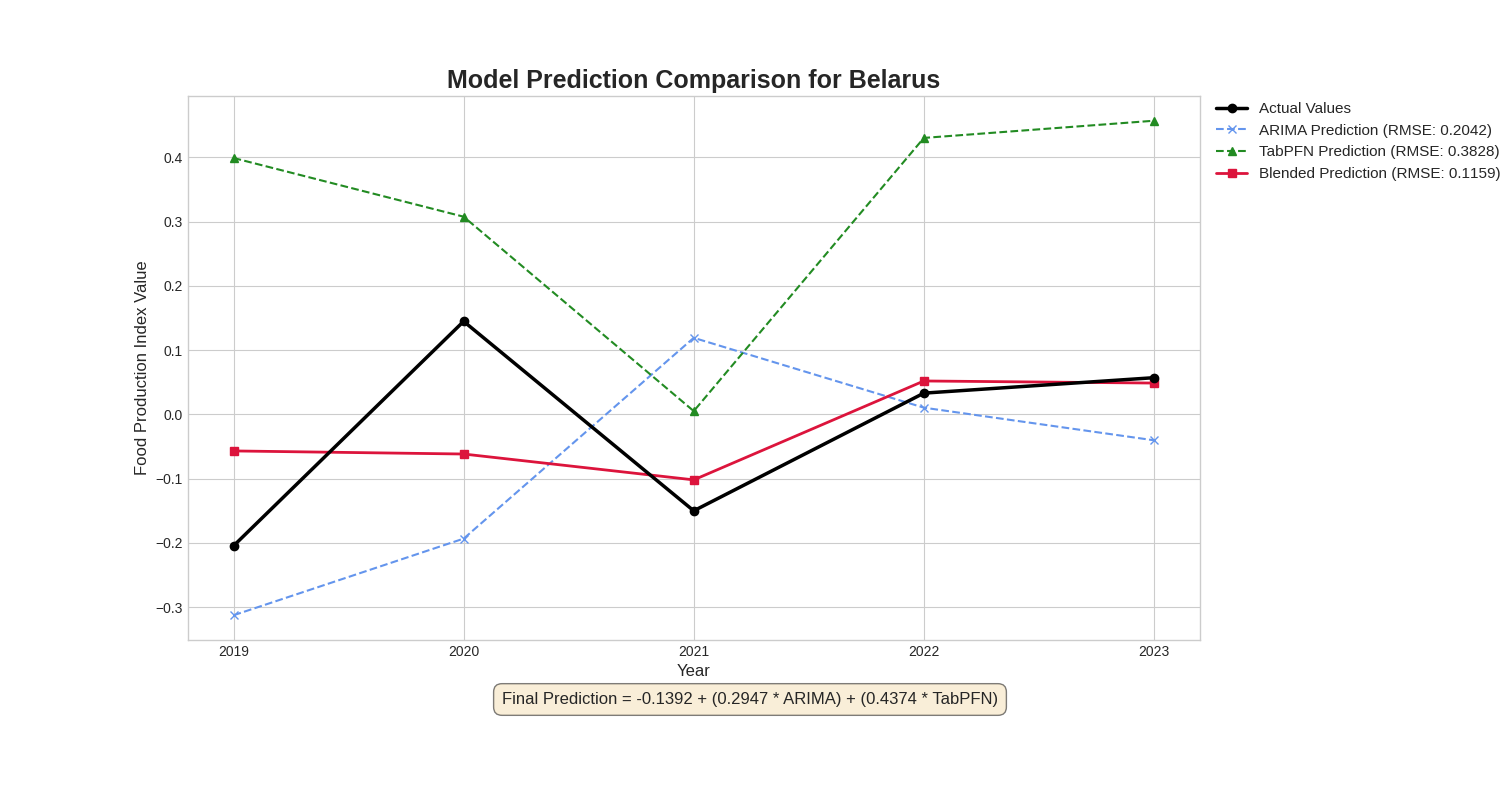 Model Prediction Comparison for Belarus
Actual Values
ARIMA Prediction (RMSE: 0.2042)
TabPFN Prediction (RMSE: 0.3828)
Blended Prediction (RMSE: 0.1159)
Food Production Index Value
0.4
0.3
0.2
0.1
0.0
−0.1
−0.2
−0.3
2019
2020
2021
2022
2023
Year
Final Prediction = -0.1392 + (0.2947 * ARIMA) + (0.4374 * TabPFN)